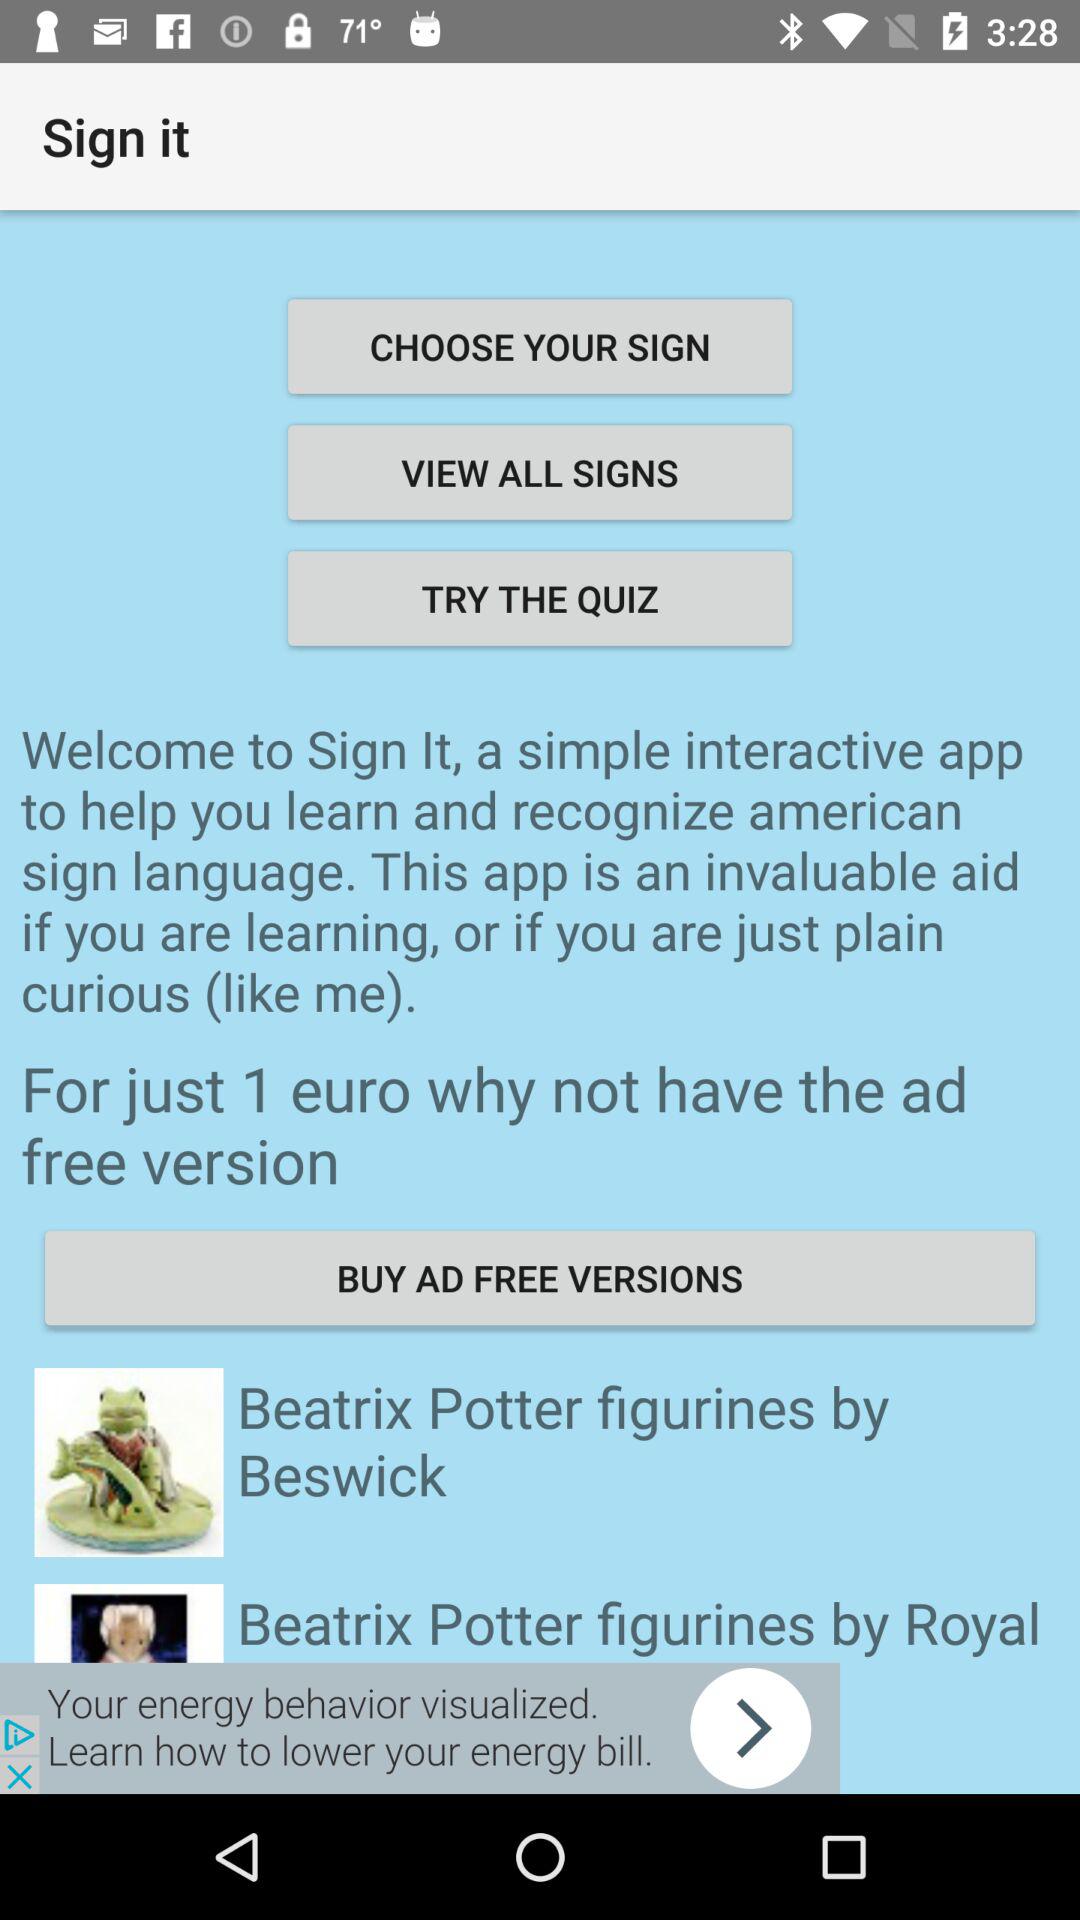 71° 3:28
Sign it
CHOOSE YOUR SIGN
VIEW ALL SIGNS
TRY THE QUIZ
Welcome to Sign It, a simple interactive app
to help you learn and recognize american
sign language. This app is an invaluable aid
if you are learning, or if you are just plain
curious (like me).
For just 1 euro why not have the ad
free version
BUY AD FREE VERSIONS
Beatrix Potter figurines by
Beswick
Beatrix Potter figurines by Royal
Your energy behavior visualized.
Learn how to lower your energy bill.